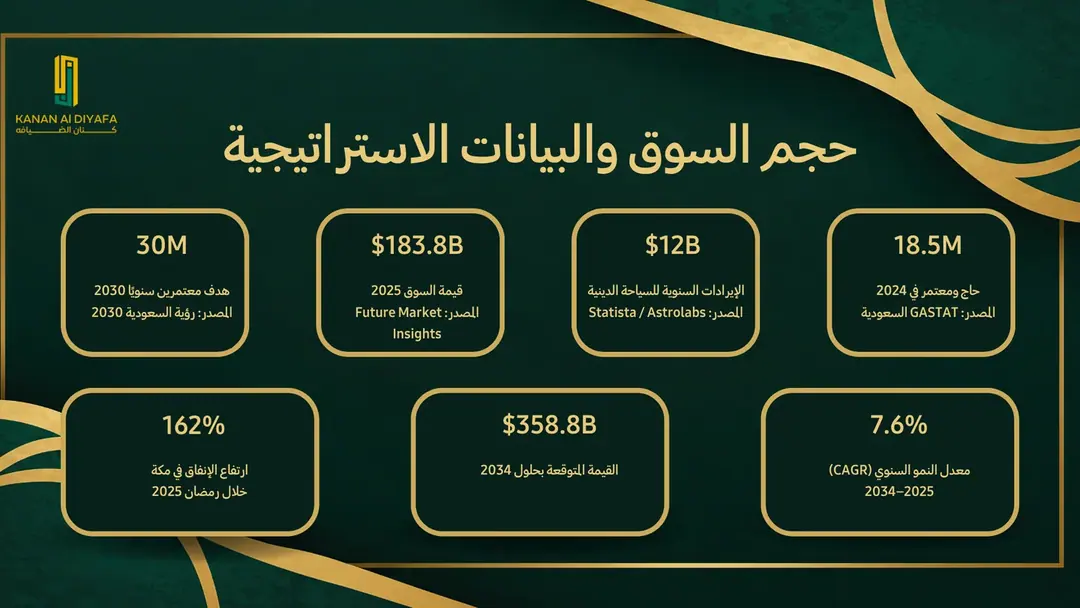 KANAN Al DIYAFA
كنان الضيافه
حجم السوق والبيانات الاستراتيجية
18.5M
حاج ومعتمر في 2024
المصدر: GASTAT السعودية
$12B
الإيرادات السنوية للسياحة الدينية
المصدر: Statista / Astrolabs
$183.8B
قيمة السوق 2025
المصدر: Future Market
Insights
30M
هدف معتمرين سنويًا 2030
المصدر: رؤية السعودية 2030
7.6%
معدل النمو السنوي (CAGR)
2034–2025
$358.8B
القيمة المتوقعة بحلول 2034
162%
ارتفاع الإنفاق في مكة
خلال رمضان 2025